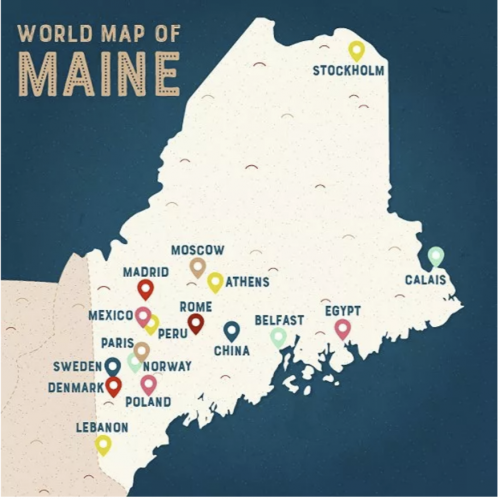 WORLD MAP OF
MAINE
STOCKHOLM
MOSCOW
MADRID
ATHENS
CALAIS
MEXICO
ROME
PERU
BELFAST
EGYPT
CHINA
PARIS
SWEDEN
NORWAY
DENMARK
POLAND
LEBANON